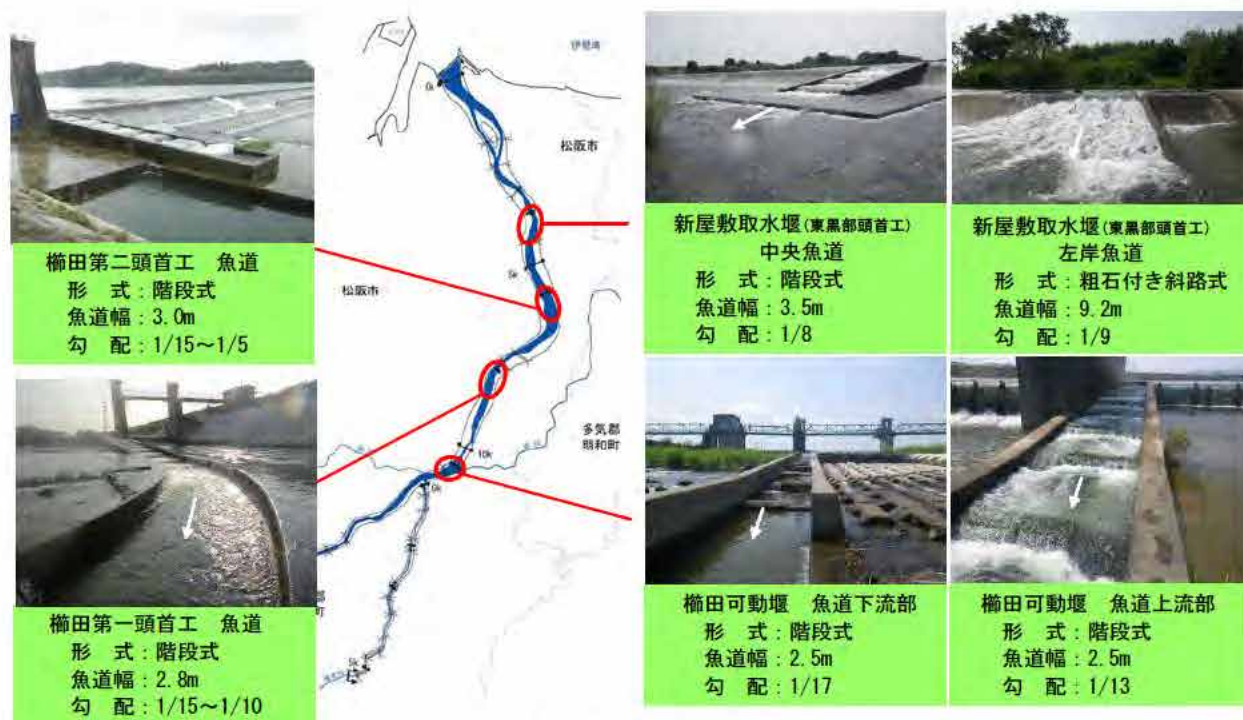 櫛田第二頭首工 魚道
形 式：階段式
魚道幅：3.0m
勾 配：1/15～1/5
櫛田第一頭首工 魚道
形 式：階段式
魚道幅：2.8m
勾 配：1/15～1/10
伊勢湾
0k
松阪市
5k
松阪市
多気郡
明和町
10k
0k
5k
新屋敷取水堰(東黒部頭首工)
中央魚道
形 式：階段式
魚道幅：3.5m
勾 配：1/8
新屋敷取水堰(東黒部頭首工)
左岸魚道
形 式：粗石付き斜路式
魚道幅：9.2m
勾 配：1/9
櫛田可動堰 魚道下流部
形 式：階段式
魚道幅：2.5m
勾 配：1/17
櫛田可動堰 魚道上流部
形 式：階段式
魚道幅：2.5m
勾 配：1/13